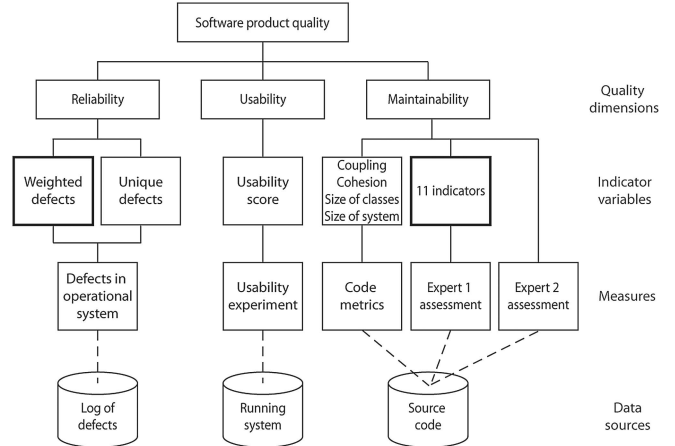 Software product quality
Reliability
Usability
Maintainability
Quality
dimensions
Weighted
defects
Unique
defects
Usability
score
Coupling
Cohesion
Size of classes
Size of system
11 indicators
Indicator
variables
Defects in
operational
system
Usability
experiment
Code
metrics
Expert 1
assessment
Expert 2
assessment
Measures
Log of
defects
Running
system
Source
code
Data
sources